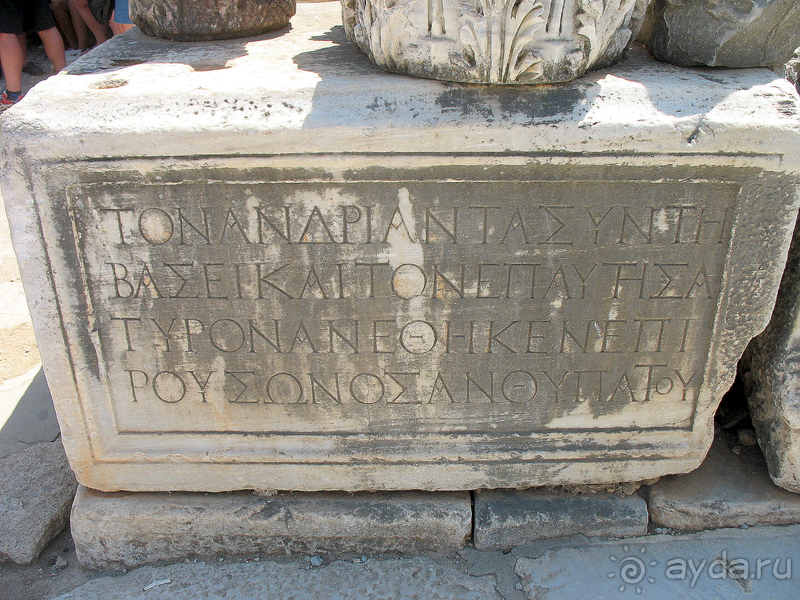 ΤΟΝΑΝΔΡΙΑΝΤΑΣΥΝΤΗ
ΒΑΣΕΙΚΑΙΤΟΝΕΠΑΥΤΗΣΑ
ΤΥΡΟΝΑΝΕΘΗΚΕΝΕΠΙ
ΡΟΥΣΩΝΟΣΑΝΘΥΠΑΤΟΥ
ayda.ru